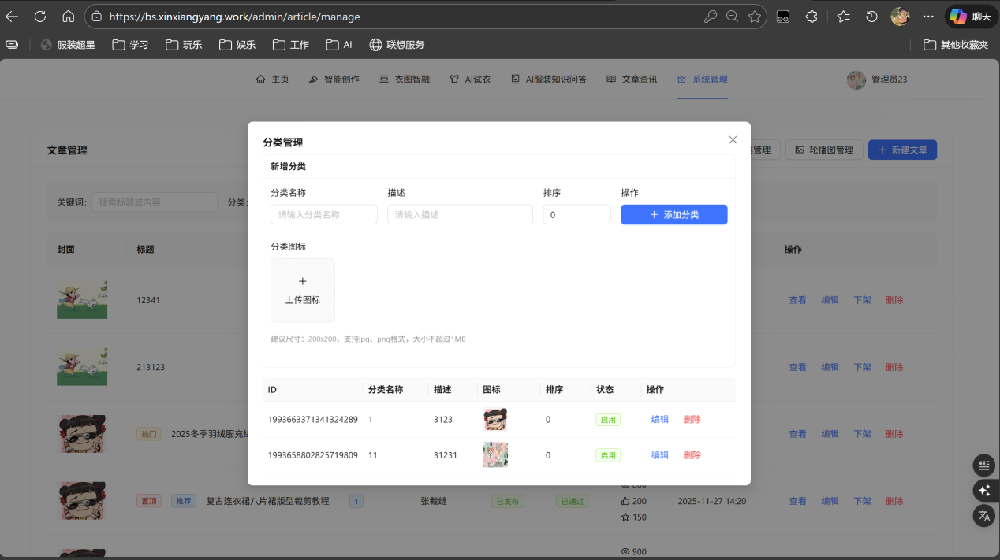 https://bs.xinxiangyang.work/admin/article/manage
聊天
服装超星 学习 玩乐 娱乐 工作 AI 联想服务 其他收藏夹
主页 智能创作 衣图智融 AI试衣 AI服装知识问答 文章资讯 系统管理 管理员23
文章管理
管理 轮播图管理 + 新建文章
关键词: 搜索标题或内容 分类:
封面 标题 操作
12341 查看 编辑 下架 删除
213123 查看 编辑 下架 删除
热门 2025冬季羽绒服充绒 查看 编辑 下架 删除
置顶 推荐 复古连衣裙八片裙版型裁剪教程 1 张裁缝 已发布 已通过 200 150 2025-11-27 14:20 查看 编辑 下架 删除
900
分类管理
新增分类
分类名称 描述 排序 操作
请输入分类名称 请输入描述 0 + 添加分类
分类图标
+
上传图标
建议尺寸：200x200，支持jpg、png格式，大小不超过1MB
ID 分类名称 描述 图标 排序 状态 操作
1993663371341324289 1 3123 0 启用 编辑 删除
1993658802825719809 11 31231 0 启用 编辑 删除